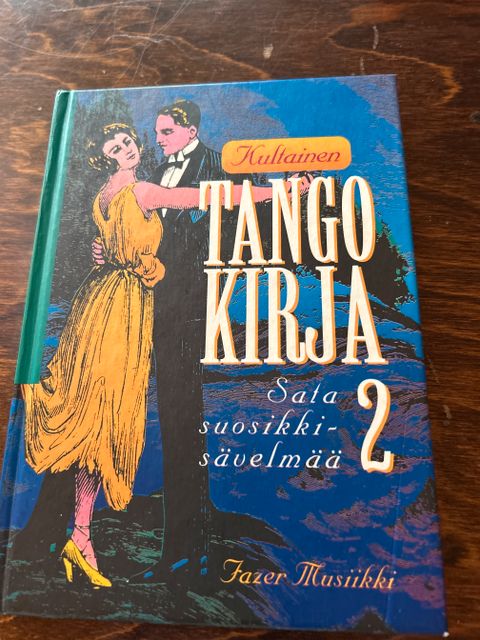 Kultainen
TANGO
KIRJA
Sata
suosikki-
sävelmää
2
Fazer Musiikki